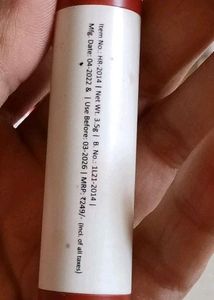 Item No.: HR-2014 | Net Wt. 3.5g | B. No.: 1L21-2014 |
Mfg. Date: 04-2022 & | Use Before: 03-2026 | MRP: ₹249/- (Incl. of all taxes)